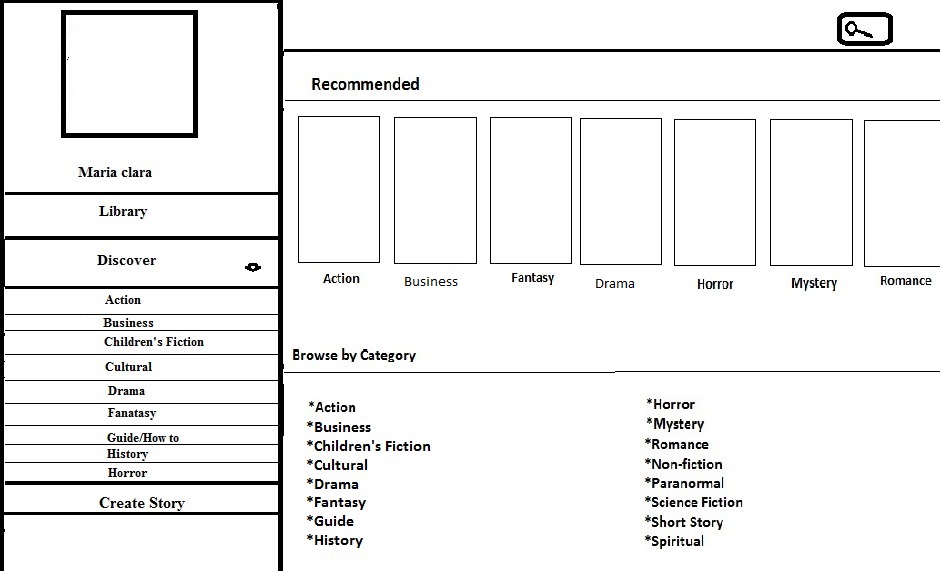 Maria clara
Library
Discover
Action
Business
Children's Fiction
Cultural
Drama
Fanatasy
Guide/How to
History
Horror
Create Story
Recommended
Action Business Fantasy Drama Horror Mystery Romance
Browse by Category
*Action
*Business
*Children's Fiction
*Cultural
*Drama
*Fantasy
*Guide
*History
*Horror
*Mystery
*Romance
*Non-fiction
*Paranormal
*Science Fiction
*Short Story
*Spiritual